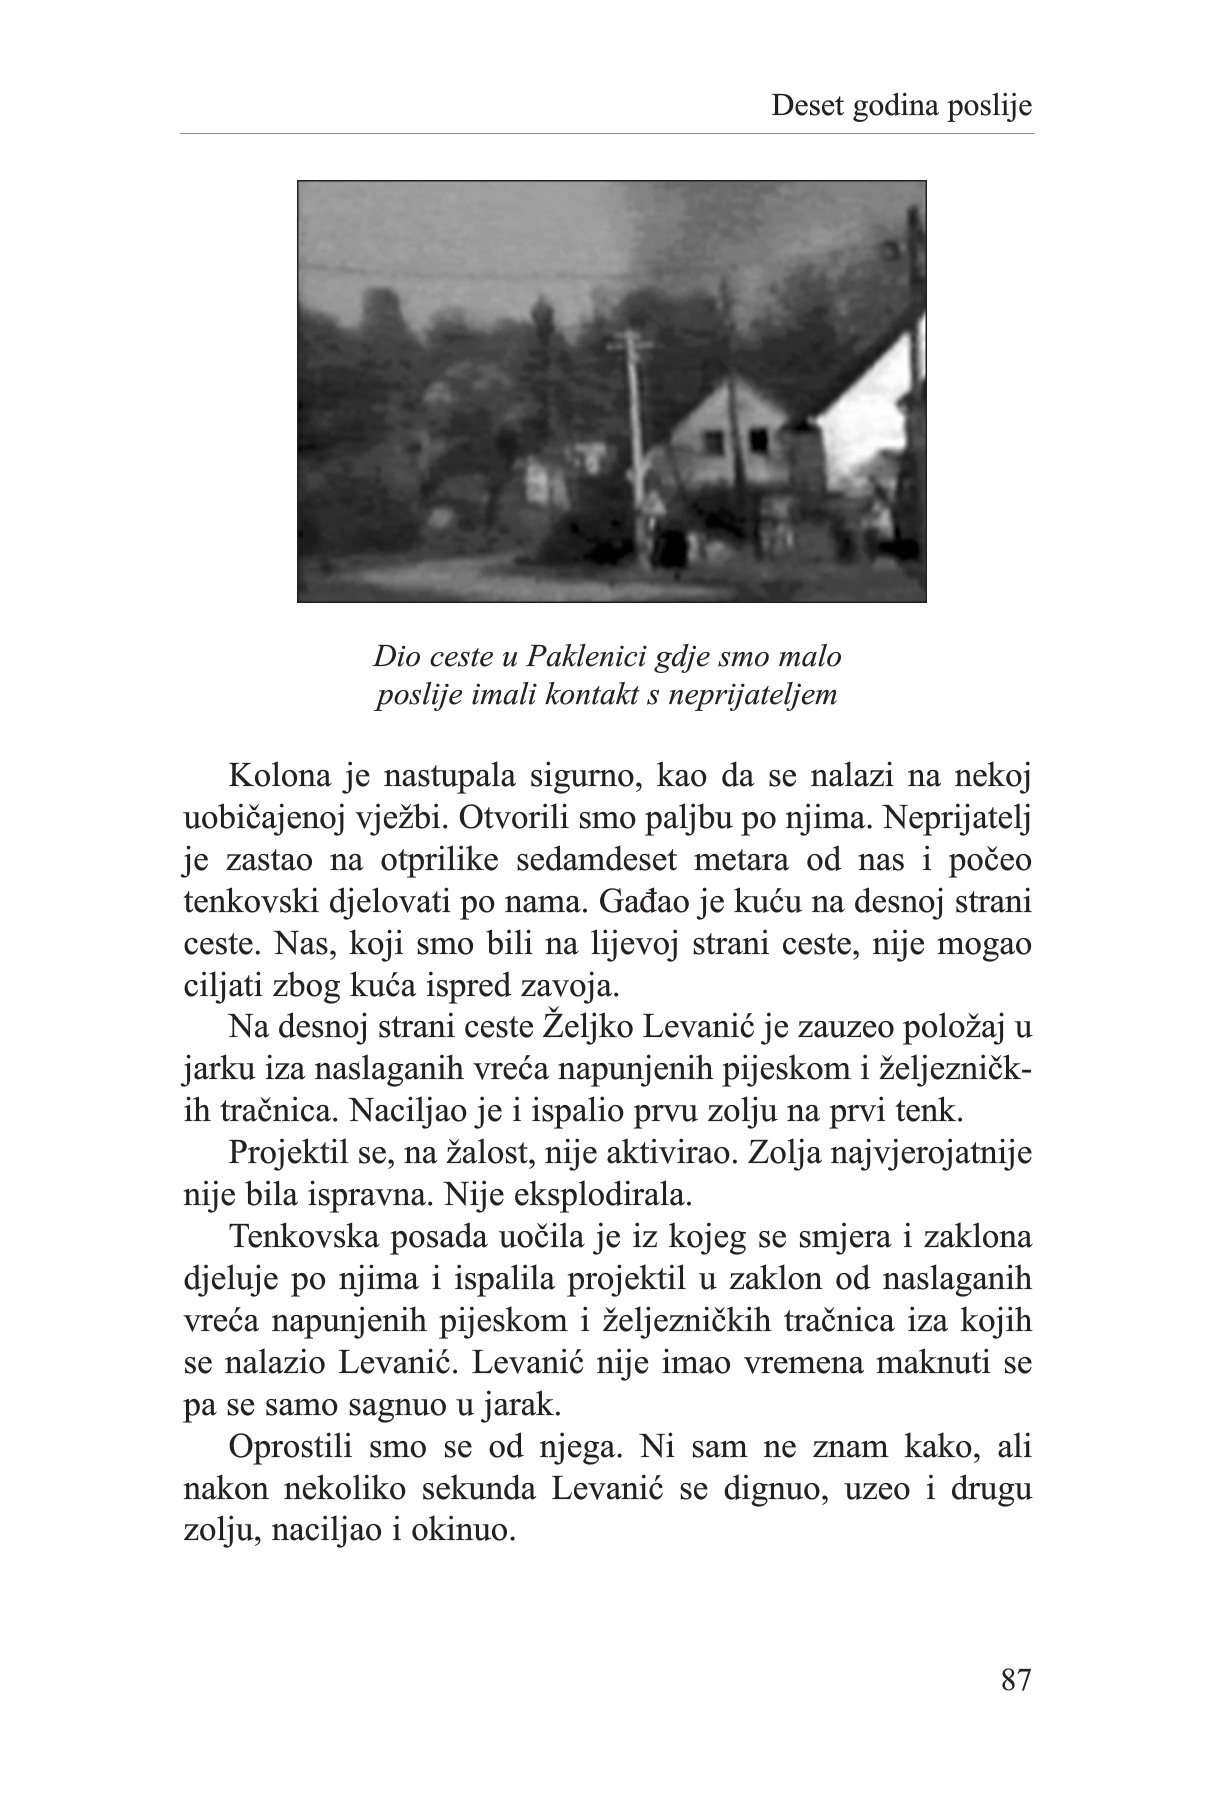 Deset godina poslije
Dio ceste u Paklenici gdje smo malo
poslije imali kontakt s neprijateljem
Kolona je nastupala sigurno, kao da se nalazi na nekoj
uobičajenoj vježbi. Otvorili smo paljbu po njima. Neprijatelj
je zastao na otprilike sedamdeset metara od nas i počeo
tenkovski djelovati po nama. Gađao je kuću na desnoj strani
ceste. Nas, koji smo bili na lijevoj strani ceste, nije mogao
ciljati zbog kuća ispred zavoja.
Na desnoj strani ceste Željko Levanić je zauzeo položaj u
jarku iza naslaganih vreća napunjenih pijeskom i željezničk-
ih tračnica. Naciljao je i ispalio prvu zolju na prvi tenk.
Projektil se, na žalost, nije aktivirao. Zolja najvjerojatnije
nije bila ispravna. Nije eksplodirala.
Tenkovska posada uočila je iz kojeg se smjera i zaklona
djeluje po njima i ispalila projektil u zaklon od naslaganih
vreća napunjenih pijeskom i željezničkih tračnica iza kojih
se nalazio Levanić. Levanić nije imao vremena maknuti se
pa se samo sagnuo u jarak.
Oprostili smo se od njega. Ni sam ne znam kako, ali
nakon nekoliko sekunda Levanić se dignuo, uzeo i drugu
zolju, naciljao i okinuo.
87